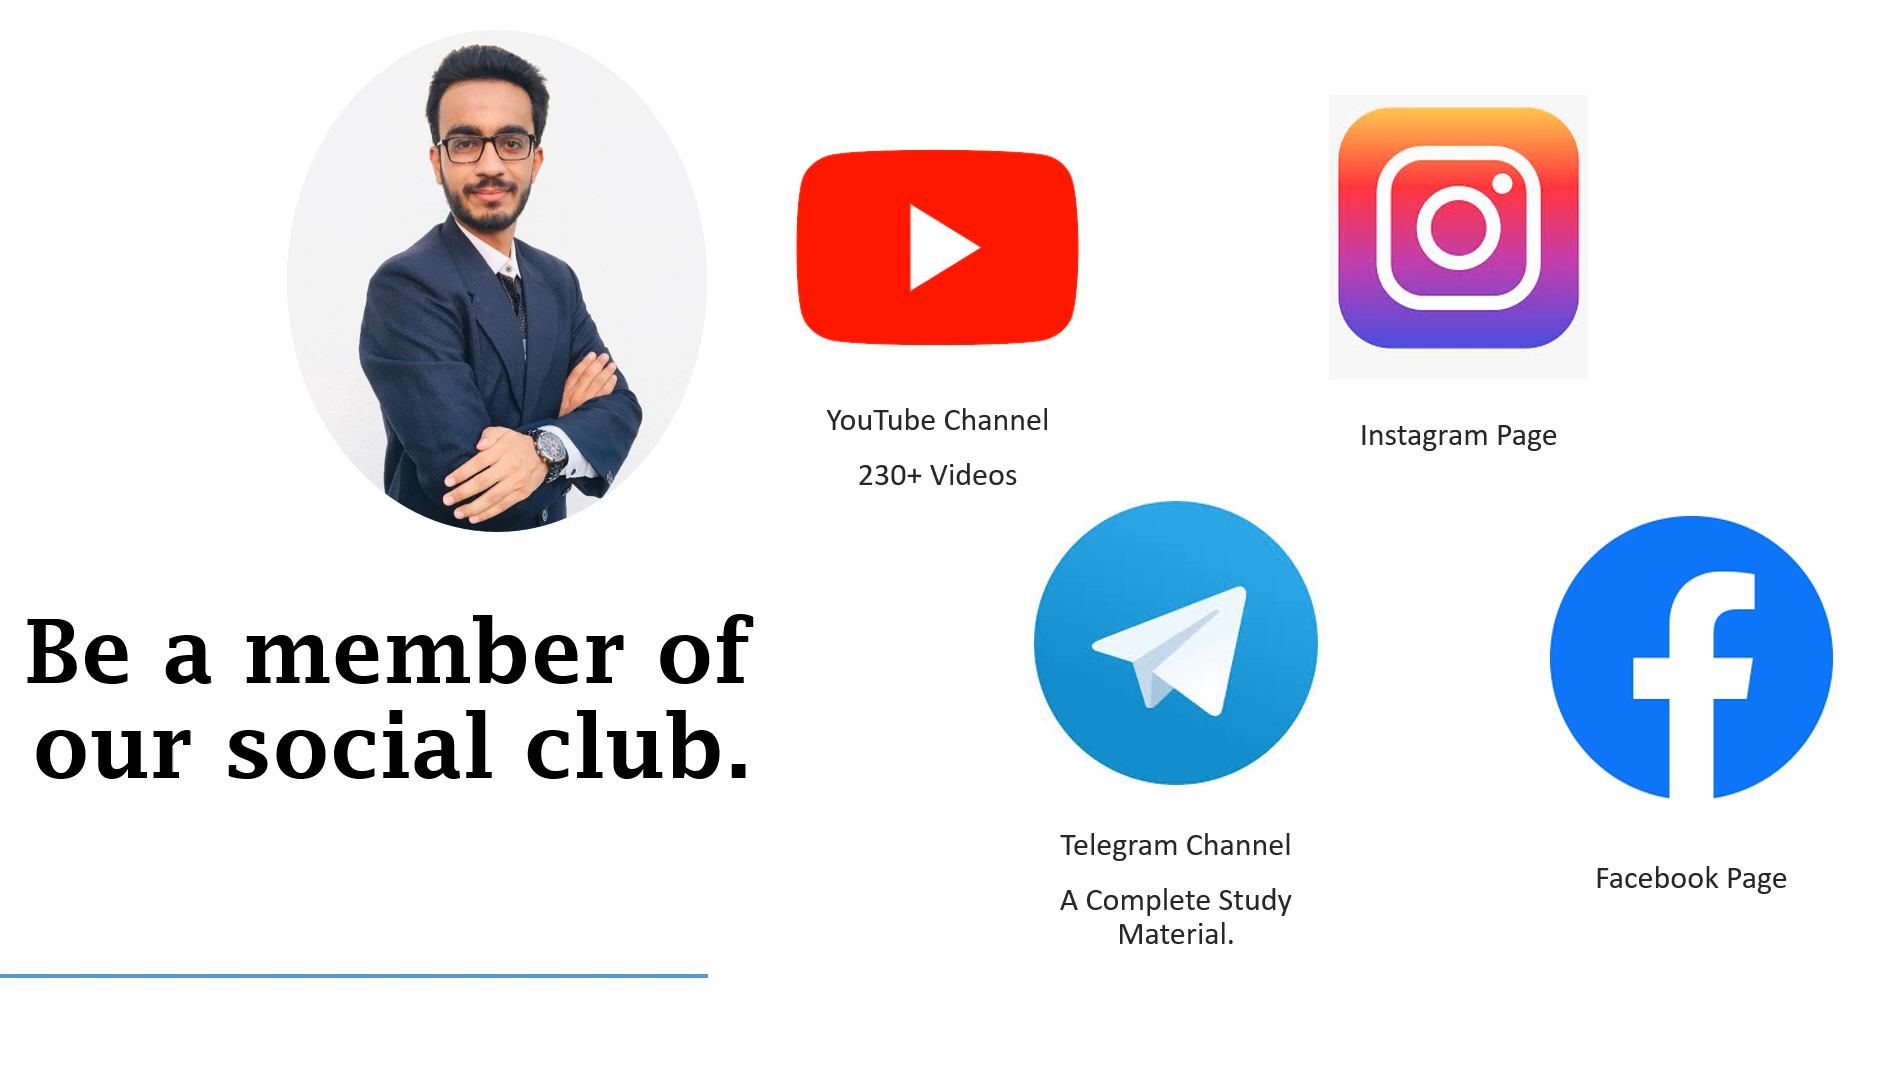 Be a member of
our social club.
YouTube Channel
230+ Videos
Instagram Page
Telegram Channel
A Complete Study
Material.
Facebook Page